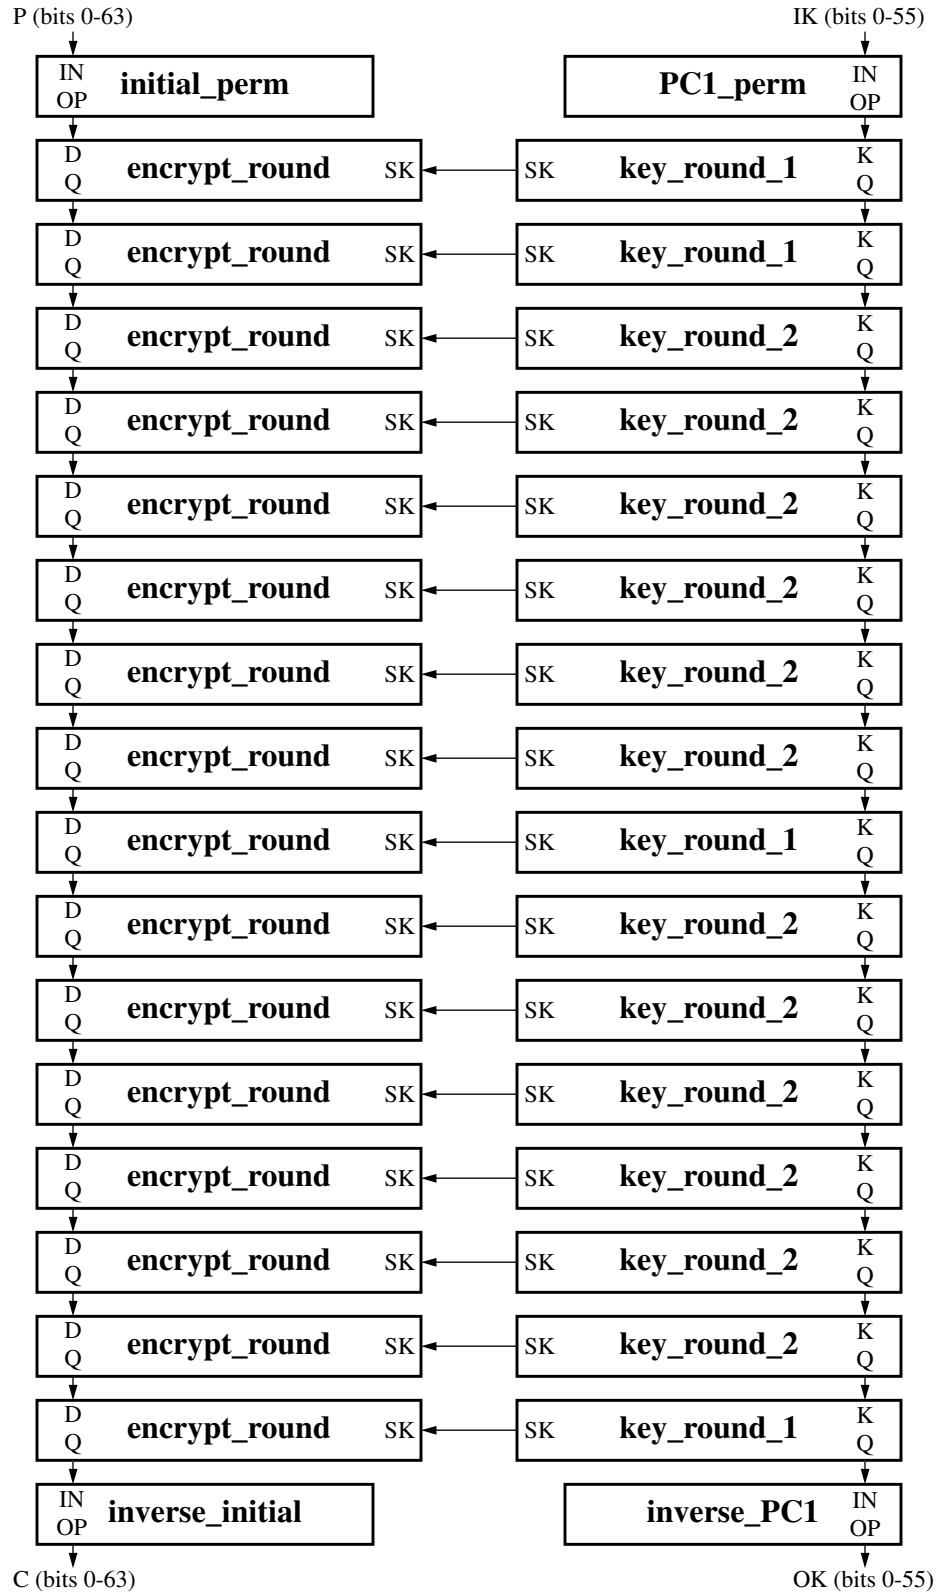 P (bits 0-63) IK (bits 0-55)
IN initial_perm PC1_perm IN
OP OP
D encrypt_round SK SK key_round_1 K
Q Q
D encrypt_round SK SK key_round_1 K
Q Q
D encrypt_round SK SK key_round_2 K
Q Q
D encrypt_round SK SK key_round_2 K
Q Q
D encrypt_round SK SK key_round_2 K
Q Q
D encrypt_round SK SK key_round_2 K
Q Q
D encrypt_round SK SK key_round_2 K
Q Q
D encrypt_round SK SK key_round_2 K
Q Q
D encrypt_round SK SK key_round_1 K
Q Q
D encrypt_round SK SK key_round_2 K
Q Q
D encrypt_round SK SK key_round_2 K
Q Q
D encrypt_round SK SK key_round_2 K
Q Q
D encrypt_round SK SK key_round_2 K
Q Q
D encrypt_round SK SK key_round_2 K
Q Q
D encrypt_round SK SK key_round_2 K
Q Q
D encrypt_round SK SK key_round_1 K
Q Q
IN inverse_initial inverse_PC1 IN
OP OP
C (bits 0-63) OK (bits 0-55)